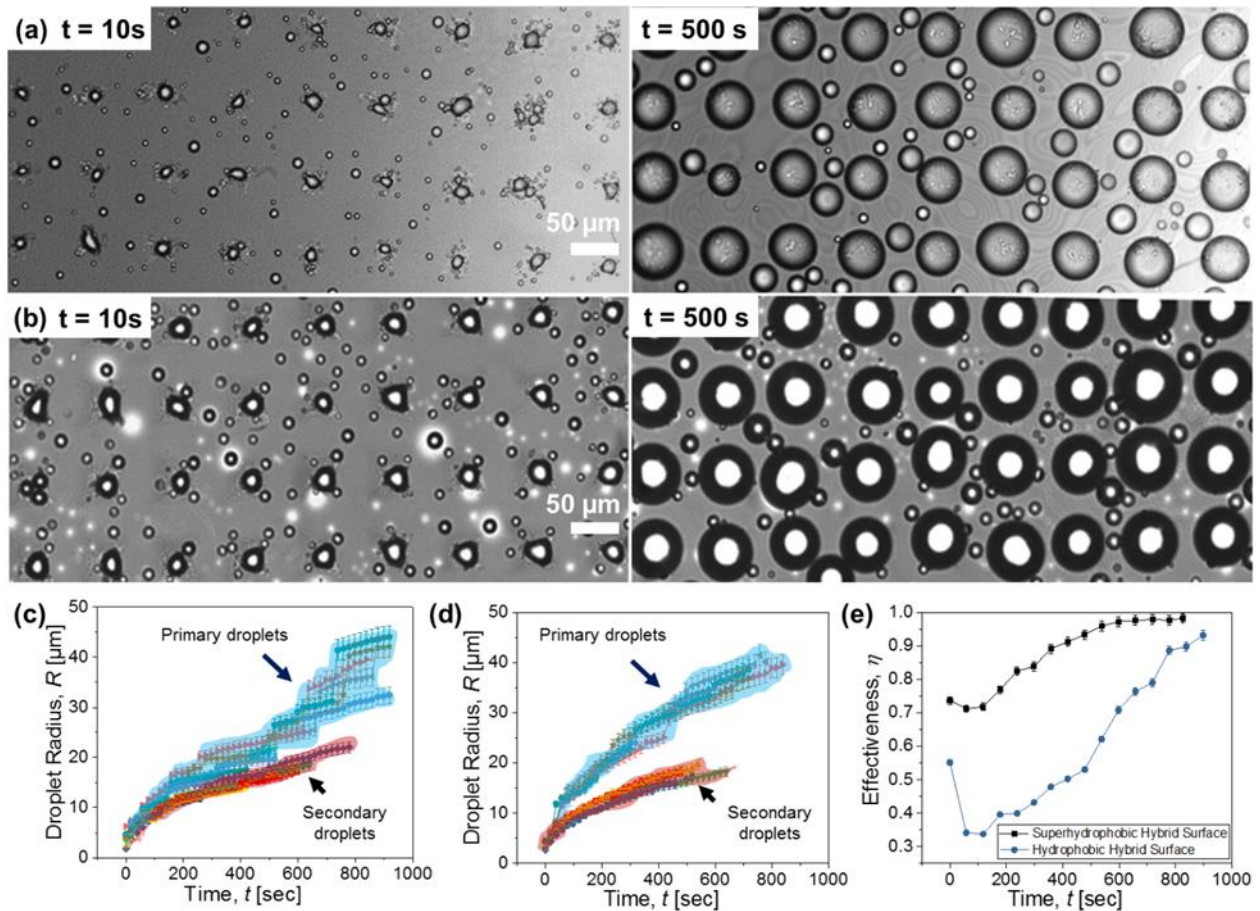 (a) t = 10s
t = 500 s
50 µm
(b) t = 10s
t = 500 s
50 µm
(c)
50
40
30
20
10
0
Droplet Radius, R [µm]
Primary droplets
Secondary droplets
0 200 400 600 800 1000
Time, t [sec]
(d)
50
40
30
20
10
0
Droplet Radius, R [µm]
Primary droplets
Secondary droplets
0 200 400 600 800 1000
Time, t [sec]
(e)
1.0
0.9
0.8
0.7
0.6
0.5
0.4
0.3
Effectiveness, η
Superhydrophobic Hybrid Surface
Hydrophobic Hybrid Surface
0 200 400 600 800 1000
Time, t [sec]